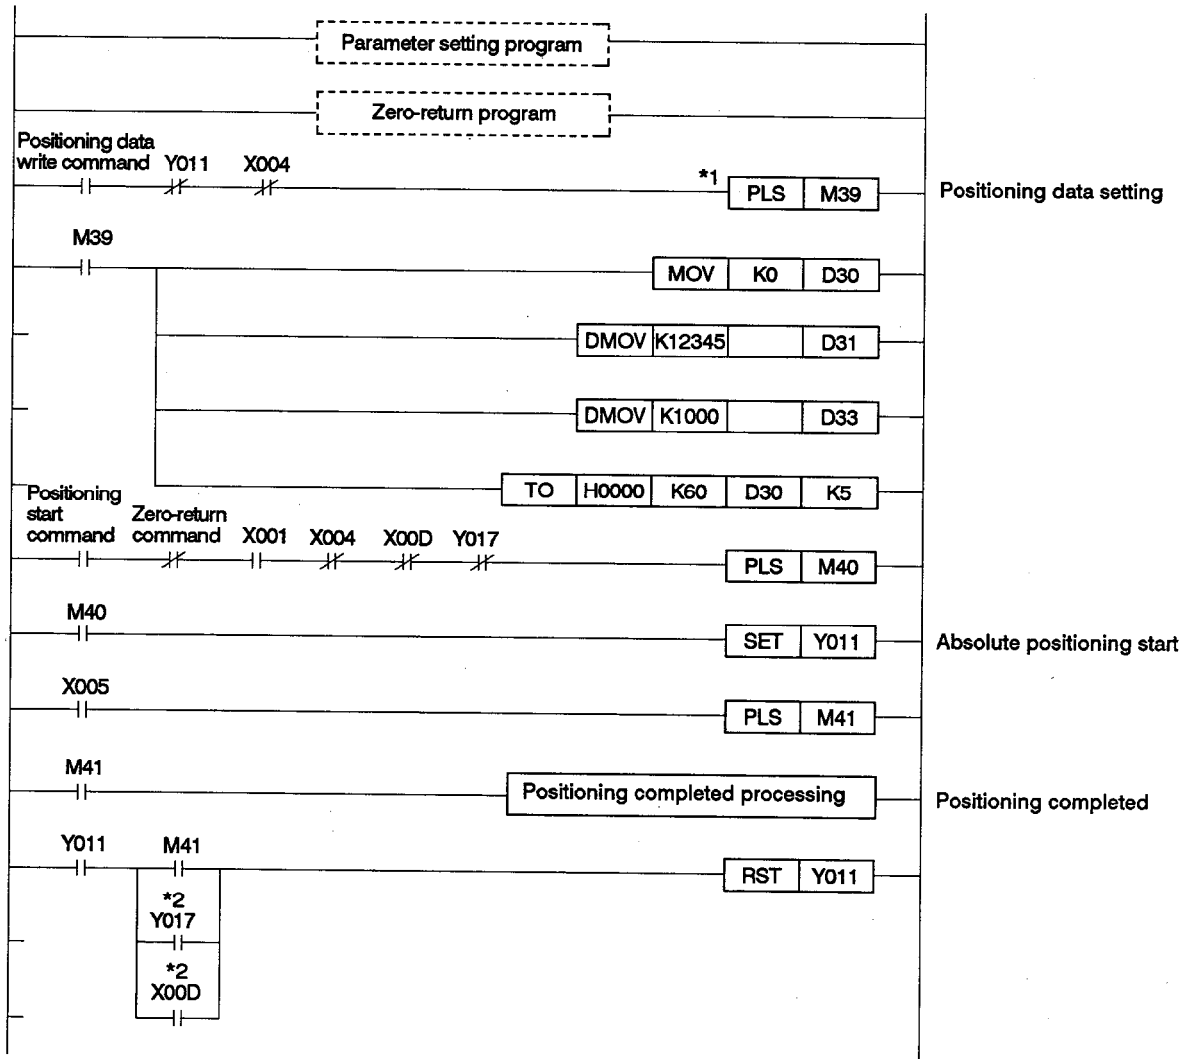 Parameter setting program
Zero-return program
Positioning data
write command Y011 X004
*1 PLS M39 Positioning data setting
M39
MOV K0 D30
DMOV K12345 D31
DMOV K1000 D33
TO H0000 K60 D30 K5
Positioning
start Zero-return
command command X001 X004 X00D Y017
PLS M40
M40
SET Y011 Absolute positioning start
X005
PLS M41
M41
Positioning completed processing Positioning completed
Y011 M41
RST Y011
*2
Y017
*2
X00D